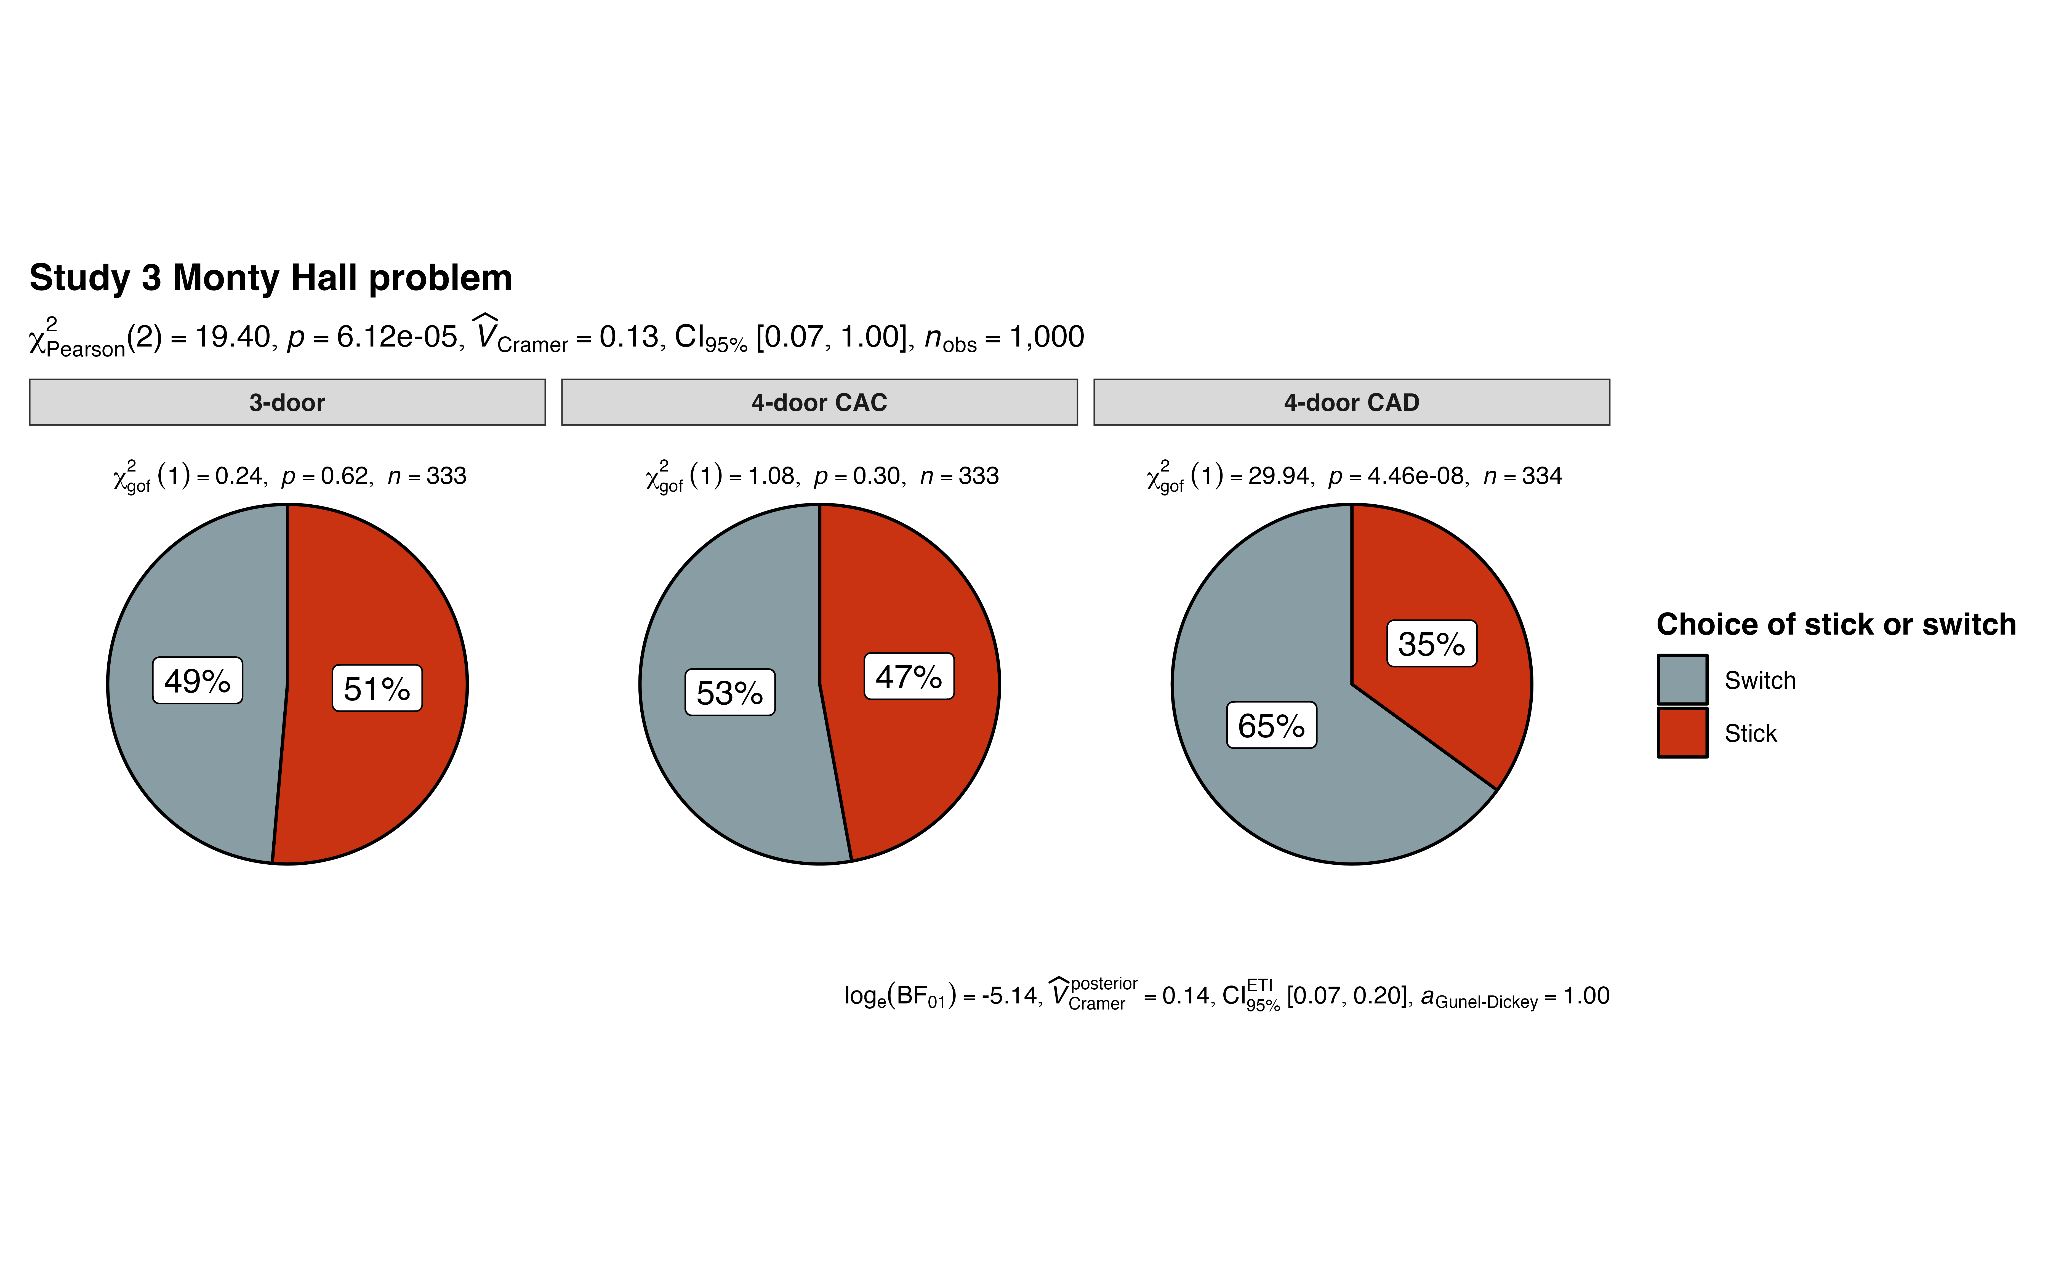 Study 3 Monty Hall problem
χ²Pearson(2) = 19.40, p = 6.12e-05, V̂Cramer = 0.13, CI95% [0.07, 1.00], nobs = 1,000
3-door
4-door CAC
4-door CAD
χ²gof (1) = 0.24, p = 0.62, n = 333
χ²gof (1) = 1.08, p = 0.30, n = 333
χ²gof (1) = 29.94, p = 4.46e-08, n = 334
49%
51%
53%
47%
65%
35%
Choice of stick or switch
Switch
Stick
loge(BF01) = -5.14, V̂posterior Cramer = 0.14, CIETI 95% [0.07, 0.20], aGunel-Dickey = 1.00